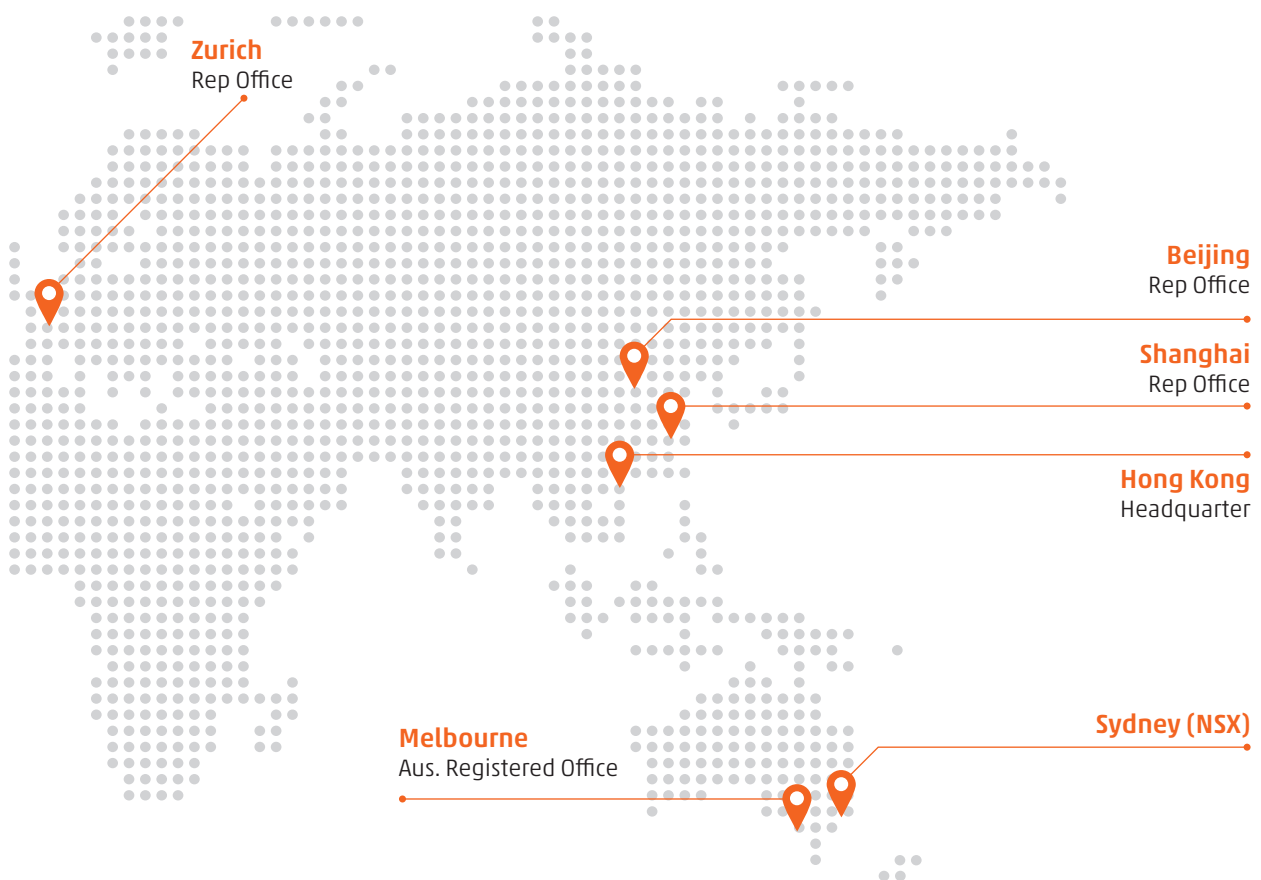 Zurich
Rep Office
Beijing
Rep Office
Shanghai
Rep Office
Hong Kong
Headquarter
Melbourne
Aus. Registered Office
Sydney (NSX)